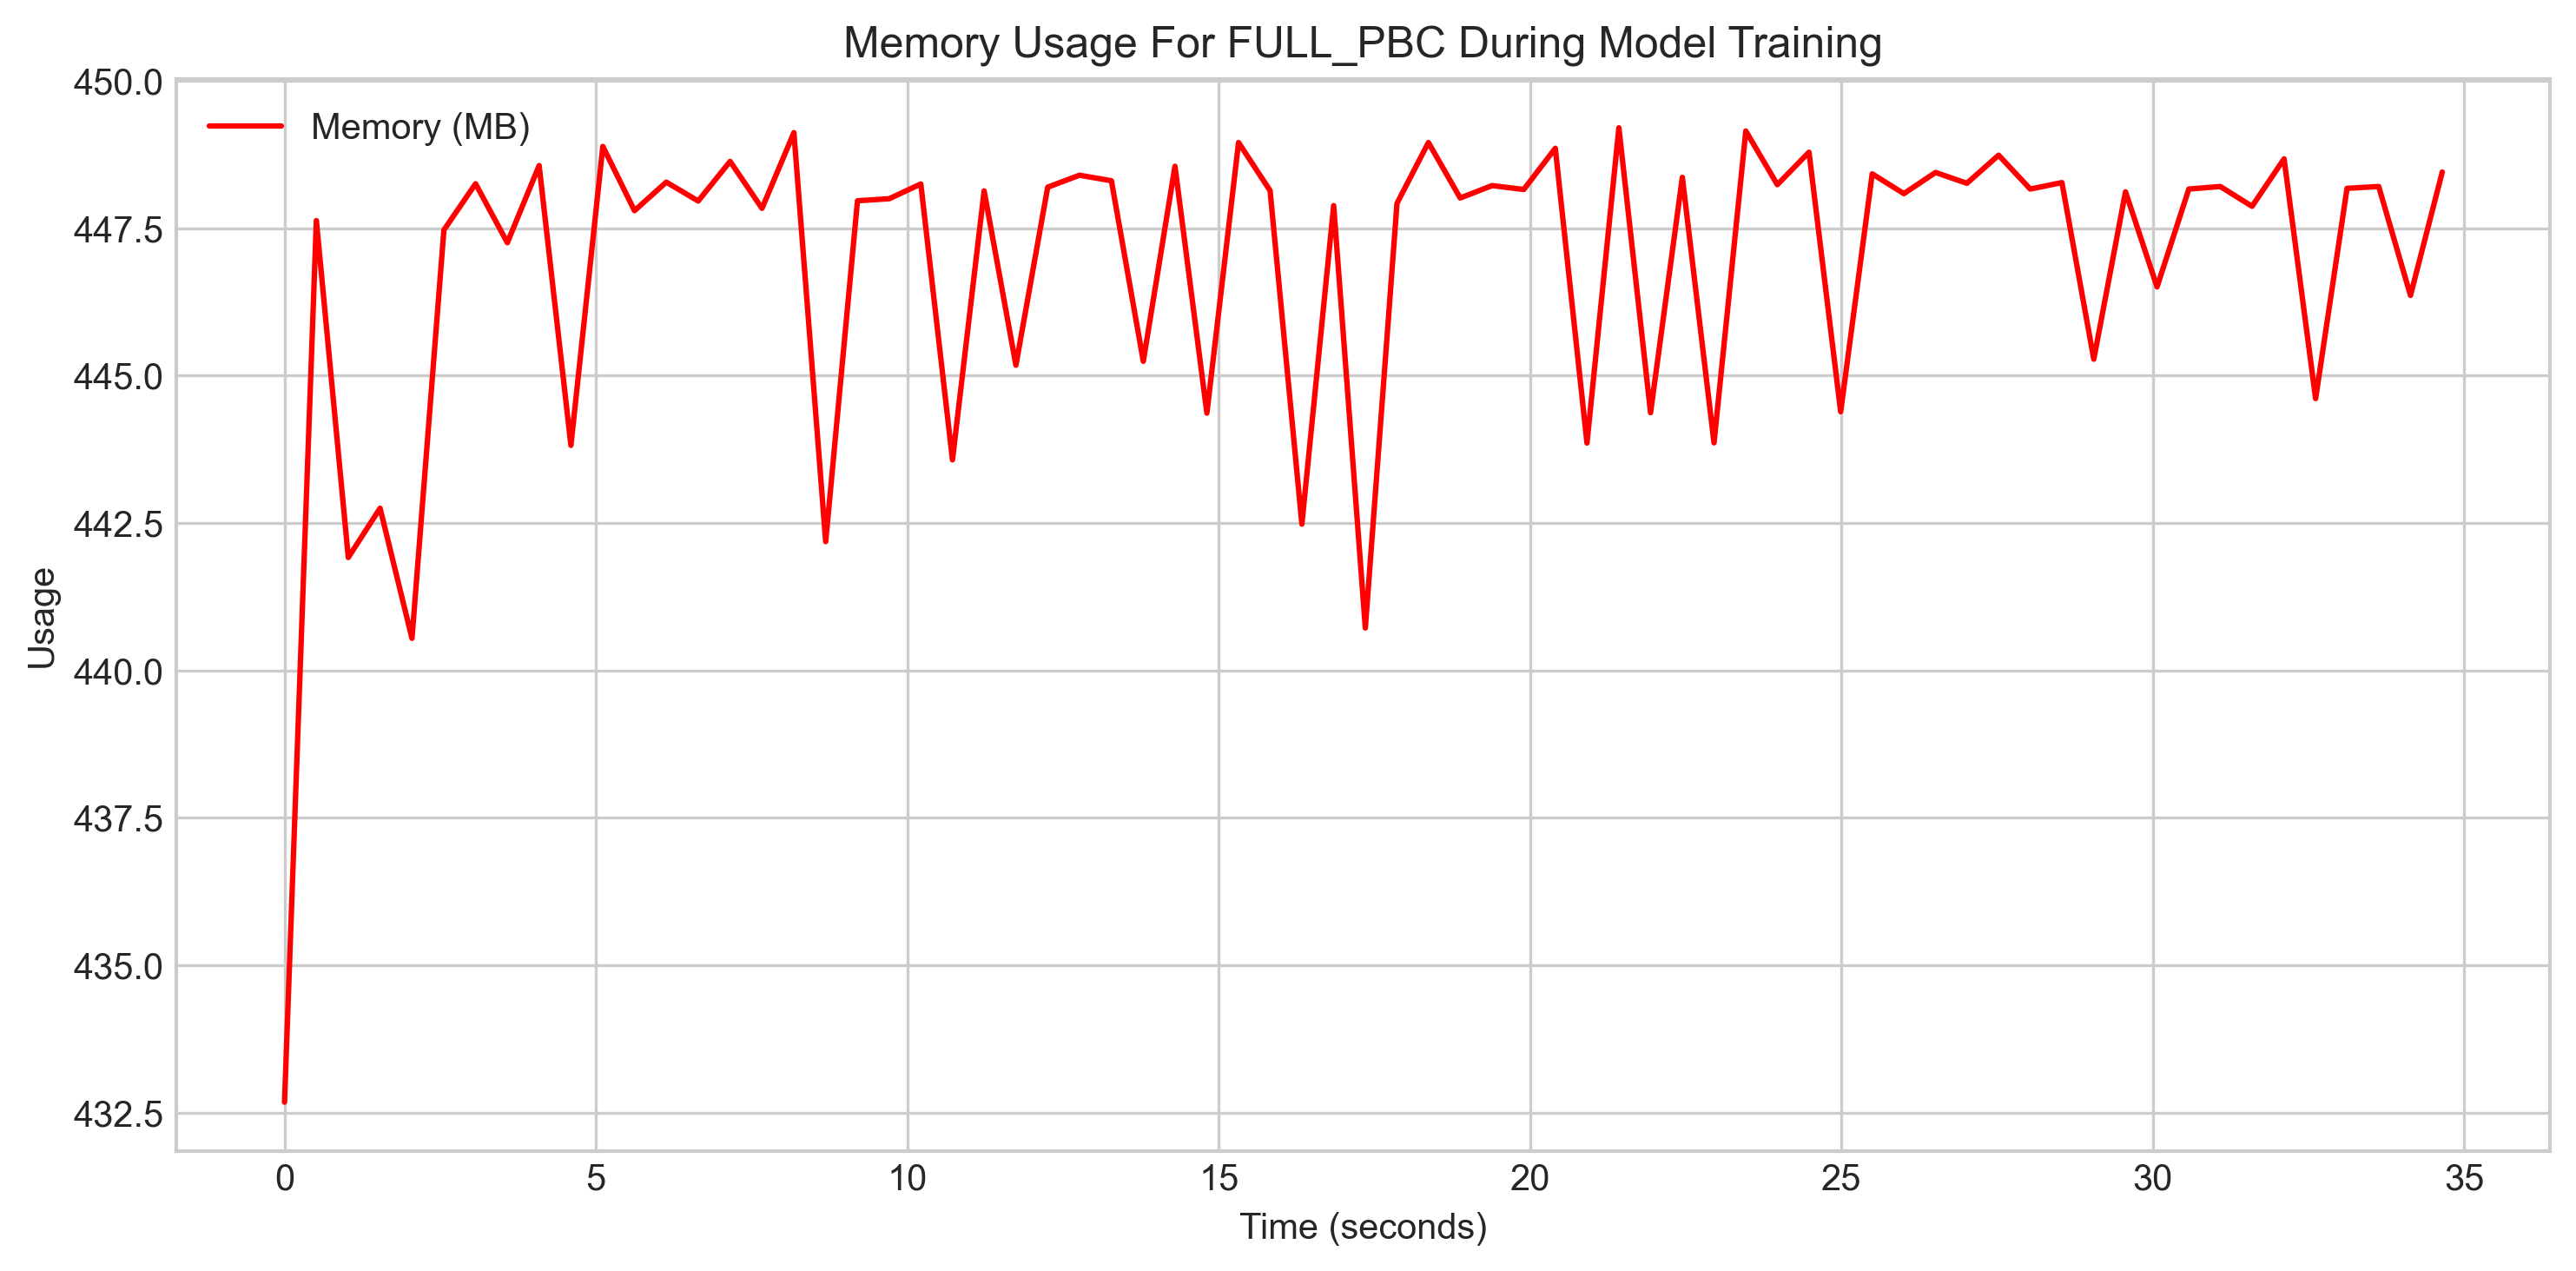 Memory Usage For FULL_PBC During Model Training
Memory (MB)
Usage
450.0
447.5
445.0
442.5
440.0
437.5
435.0
432.5
0 5 10 15 20 25 30 35
Time (seconds)